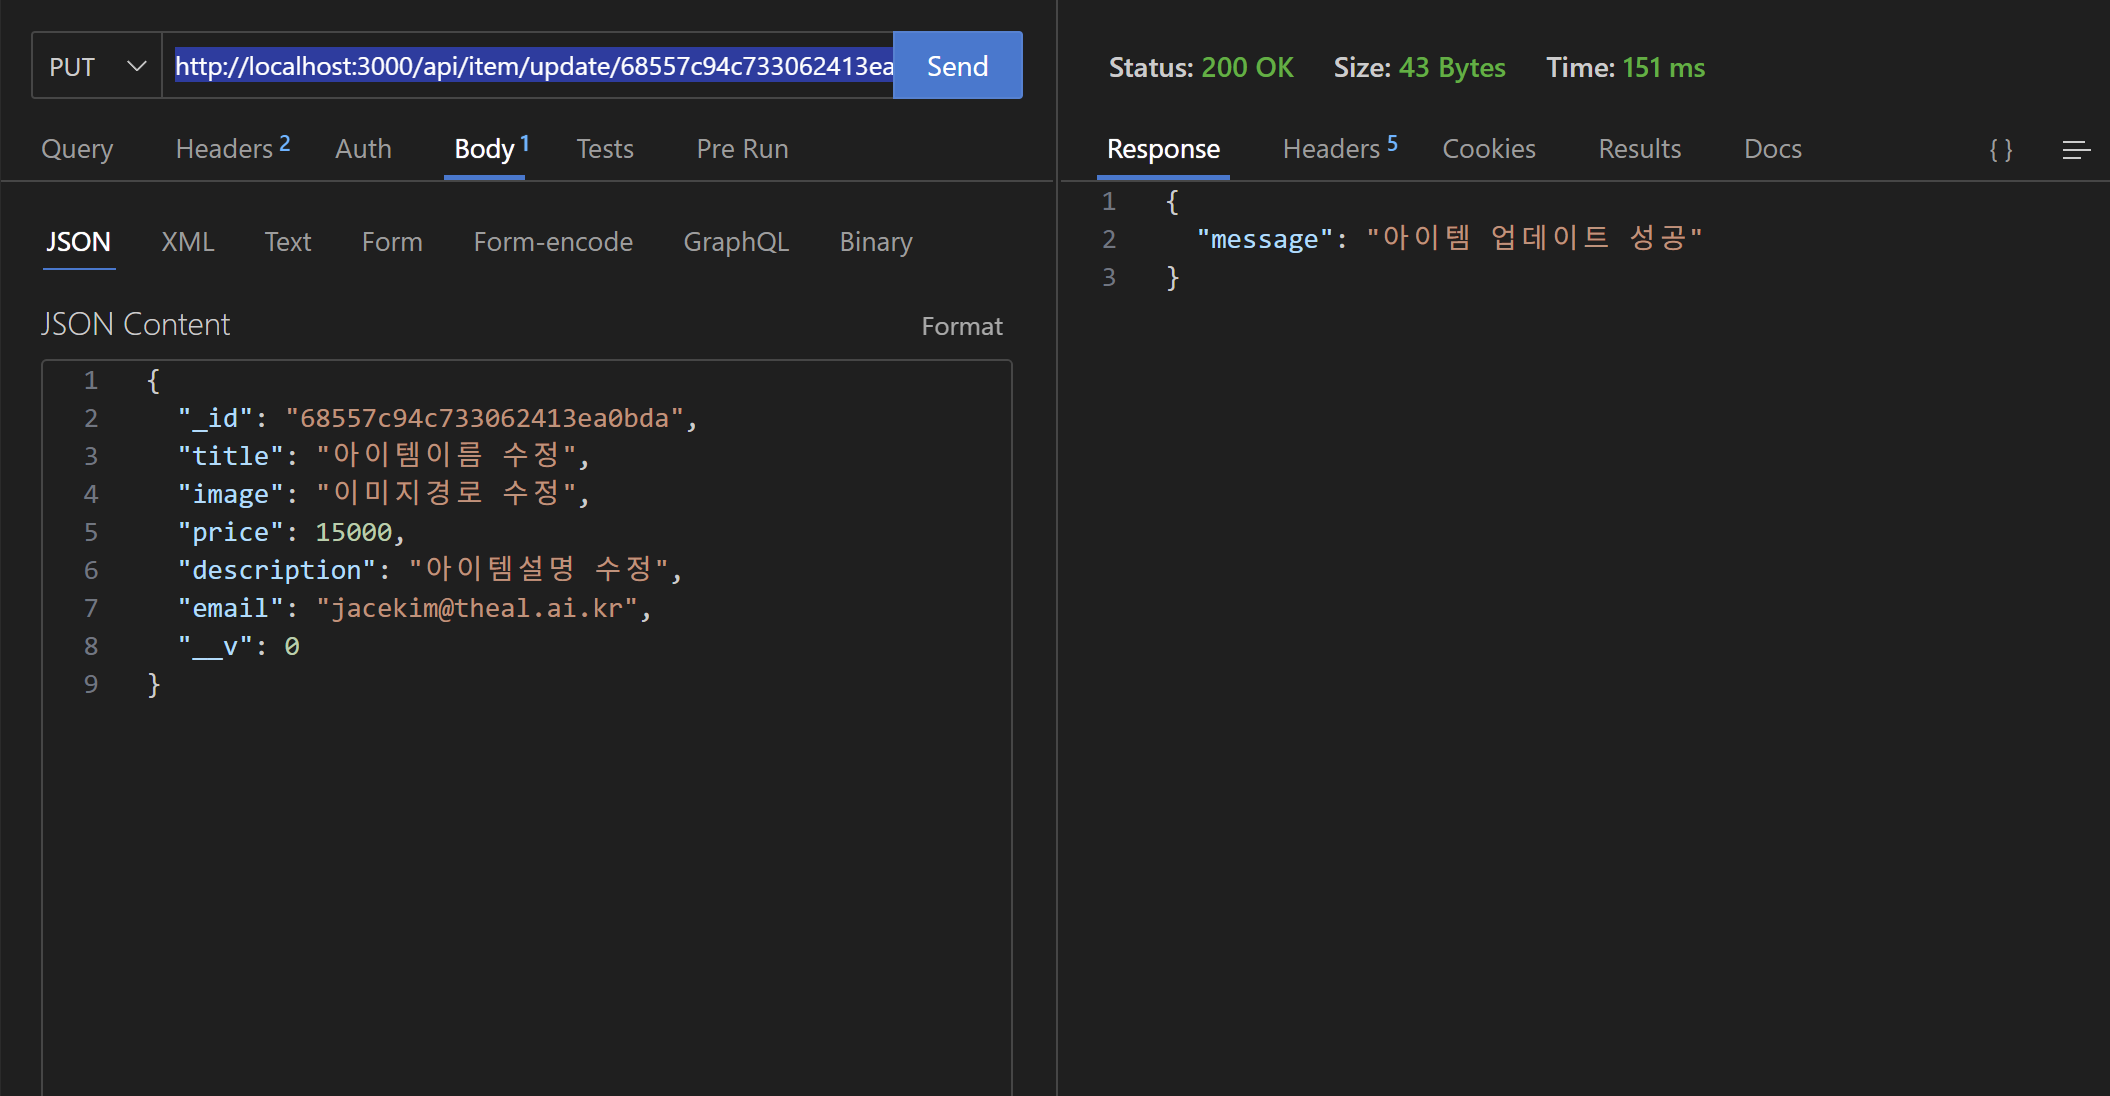 PUT http://localhost:3000/api/item/update/68557c94c733062413ea Send
Query Headers 2 Auth Body 1 Tests Pre Run
JSON XML Text Form Form-encode GraphQL Binary
JSON Content Format
1 {
2 "_id": "68557c94c733062413ea0bda",
3 "title": "아이템이름 수정",
4 "image": "이미지경로 수정",
5 "price": 15000,
6 "description": "아이템설명 수정",
7 "email": "jacekim@theal.ai.kr",
8 "__v": 0
9 }
Status: 200 OK Size: 43 Bytes Time: 151 ms
Response Headers 5 Cookies Results Docs { }
1 {
2 "message": "아이템 업데이트 성공"
3 }